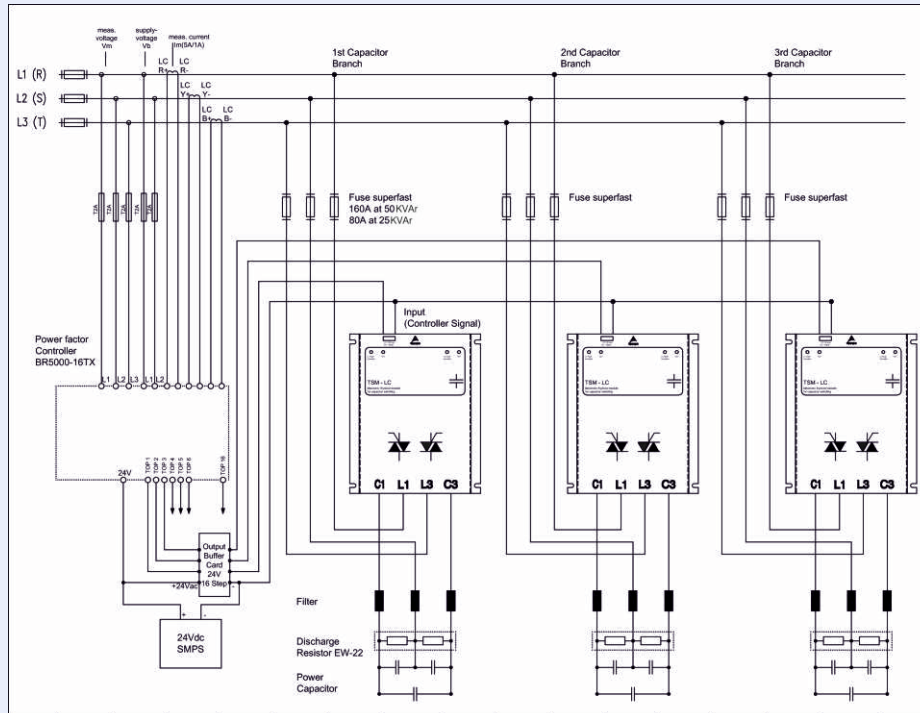 meas.
voltage
Vm
supply-
voltage
Vb
meas. current
Im(5A/1A)
LC LC
R+ R-
LC LC
Y+ Y-
LC LC
B+ B-
1st Capacitor
Branch
2nd Capacitor
Branch
3rd Capacitor
Branch
L1 (R)
L2 (S)
L3 (T)
T2A
T2A
T2A
T2A
T2A
Fuse superfast
160A at 50KVAr
80A at 25KVAr
Fuse superfast
Fuse superfast
Input
(Controller Signal)
Power factor
Controller
BR5000-16TX
L1 L2 L3 L1 L2
TSM - LC
TSM - LC
TSM - LC
24V
TOP 1
TOP 2
TOP 3
TOP 4
TOP 5
TOP 6
TOP 16
C1 L1 L3 C3
C1 L1 L3 C3
C1 L1 L3 C3
Output
Buffer
Card
24V
16 Step
+24Vac
-
+ -
24Vdc
SMPS
Filter
Discharge
Resistor EW-22
Power
Capacitor